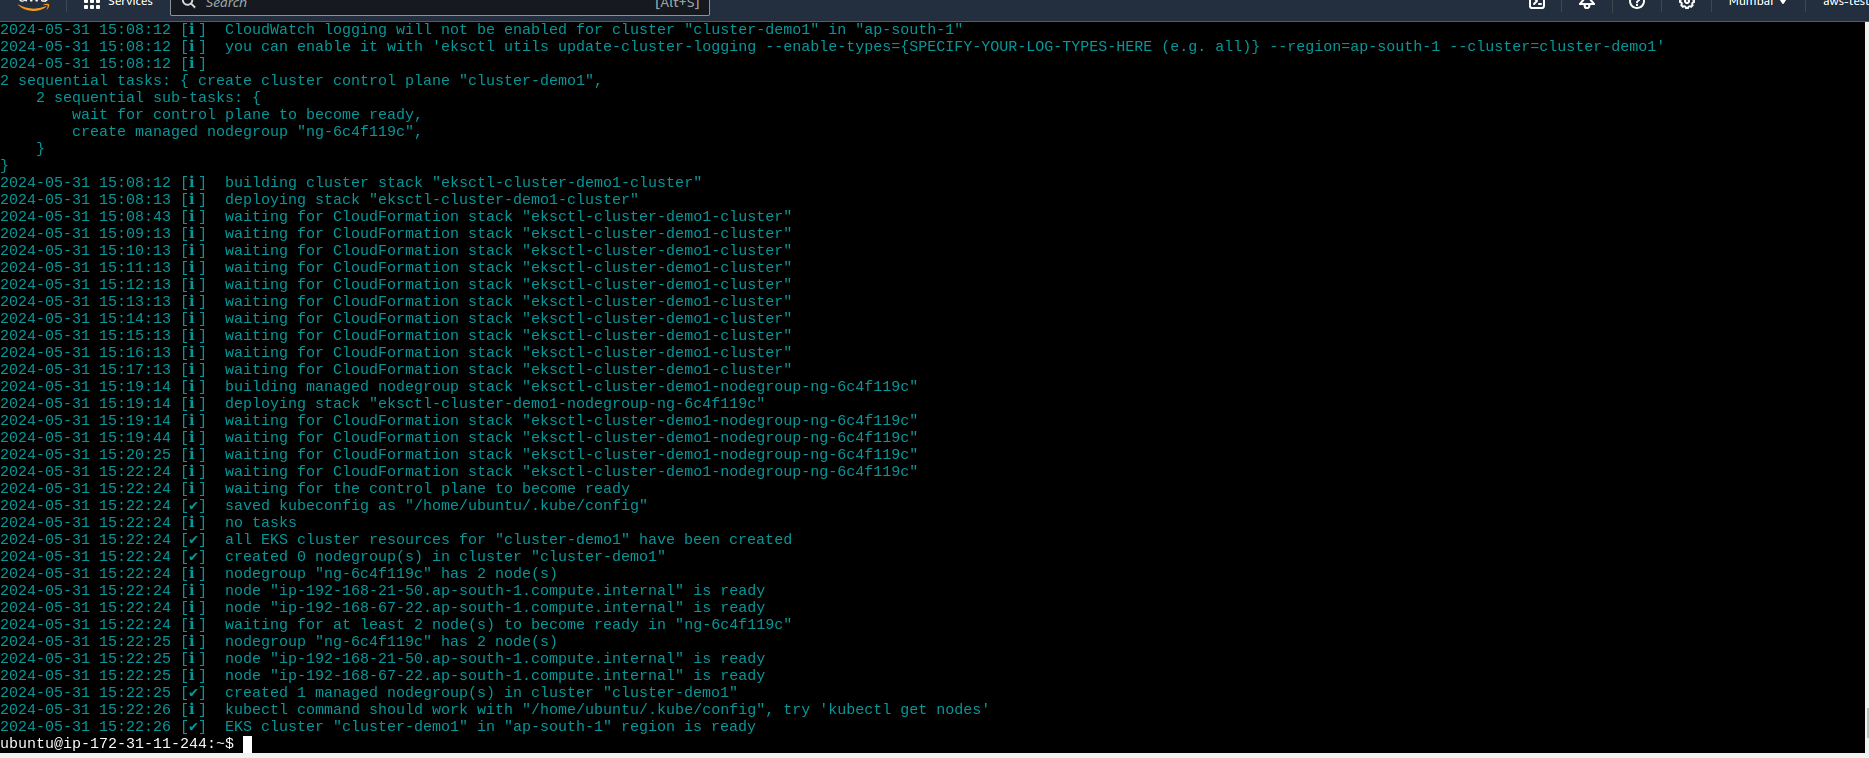 aws
Services
Search
[Alt+S]
Mumbai
aws-test
2024-05-31 15:08:12 [ℹ]  CloudWatch logging will not be enabled for cluster "cluster-demo1" in "ap-south-1"
2024-05-31 15:08:12 [ℹ]  you can enable it with 'eksctl utils update-cluster-logging --enable-types={SPECIFY-YOUR-LOG-TYPES-HERE (e.g. all)} --region=ap-south-1 --cluster=cluster-demo1'
2024-05-31 15:08:12 [ℹ]
2 sequential tasks: { create cluster control plane "cluster-demo1",
    2 sequential sub-tasks: {
        wait for control plane to become ready,
        create managed nodegroup "ng-6c4f119c",
    }
}
2024-05-31 15:08:12 [ℹ]  building cluster stack "eksctl-cluster-demo1-cluster"
2024-05-31 15:08:13 [ℹ]  deploying stack "eksctl-cluster-demo1-cluster"
2024-05-31 15:08:43 [ℹ]  waiting for CloudFormation stack "eksctl-cluster-demo1-cluster"
2024-05-31 15:09:13 [ℹ]  waiting for CloudFormation stack "eksctl-cluster-demo1-cluster"
2024-05-31 15:10:13 [ℹ]  waiting for CloudFormation stack "eksctl-cluster-demo1-cluster"
2024-05-31 15:11:13 [ℹ]  waiting for CloudFormation stack "eksctl-cluster-demo1-cluster"
2024-05-31 15:12:13 [ℹ]  waiting for CloudFormation stack "eksctl-cluster-demo1-cluster"
2024-05-31 15:13:13 [ℹ]  waiting for CloudFormation stack "eksctl-cluster-demo1-cluster"
2024-05-31 15:14:13 [ℹ]  waiting for CloudFormation stack "eksctl-cluster-demo1-cluster"
2024-05-31 15:15:13 [ℹ]  waiting for CloudFormation stack "eksctl-cluster-demo1-cluster"
2024-05-31 15:16:13 [ℹ]  waiting for CloudFormation stack "eksctl-cluster-demo1-cluster"
2024-05-31 15:17:13 [ℹ]  waiting for CloudFormation stack "eksctl-cluster-demo1-cluster"
2024-05-31 15:19:14 [ℹ]  building managed nodegroup stack "eksctl-cluster-demo1-nodegroup-ng-6c4f119c"
2024-05-31 15:19:14 [ℹ]  deploying stack "eksctl-cluster-demo1-nodegroup-ng-6c4f119c"
2024-05-31 15:19:14 [ℹ]  waiting for CloudFormation stack "eksctl-cluster-demo1-nodegroup-ng-6c4f119c"
2024-05-31 15:19:44 [ℹ]  waiting for CloudFormation stack "eksctl-cluster-demo1-nodegroup-ng-6c4f119c"
2024-05-31 15:20:25 [ℹ]  waiting for CloudFormation stack "eksctl-cluster-demo1-nodegroup-ng-6c4f119c"
2024-05-31 15:22:24 [ℹ]  waiting for CloudFormation stack "eksctl-cluster-demo1-nodegroup-ng-6c4f119c"
2024-05-31 15:22:24 [ℹ]  waiting for the control plane to become ready
2024-05-31 15:22:24 [✔]  saved kubeconfig as "/home/ubuntu/.kube/config"
2024-05-31 15:22:24 [ℹ]  no tasks
2024-05-31 15:22:24 [✔]  all EKS cluster resources for "cluster-demo1" have been created
2024-05-31 15:22:24 [✔]  created 0 nodegroup(s) in cluster "cluster-demo1"
2024-05-31 15:22:24 [ℹ]  nodegroup "ng-6c4f119c" has 2 node(s)
2024-05-31 15:22:24 [ℹ]  node "ip-192-168-21-50.ap-south-1.compute.internal" is ready
2024-05-31 15:22:24 [ℹ]  node "ip-192-168-67-22.ap-south-1.compute.internal" is ready
2024-05-31 15:22:24 [ℹ]  waiting for at least 2 node(s) to become ready in "ng-6c4f119c"
2024-05-31 15:22:25 [ℹ]  nodegroup "ng-6c4f119c" has 2 node(s)
2024-05-31 15:22:25 [ℹ]  node "ip-192-168-21-50.ap-south-1.compute.internal" is ready
2024-05-31 15:22:25 [ℹ]  node "ip-192-168-67-22.ap-south-1.compute.internal" is ready
2024-05-31 15:22:25 [✔]  created 1 managed nodegroup(s) in cluster "cluster-demo1"
2024-05-31 15:22:26 [ℹ]  kubectl command should work with "/home/ubuntu/.kube/config", try 'kubectl get nodes'
2024-05-31 15:22:26 [✔]  EKS cluster "cluster-demo1" in "ap-south-1" region is ready
ubuntu@ip-172-31-11-244:~$